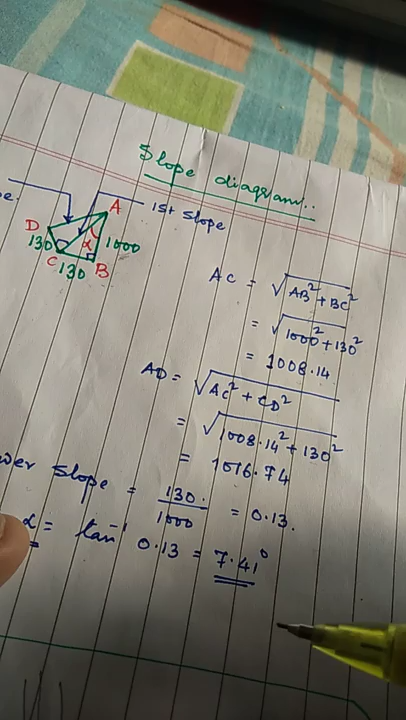 Slope diagram..
pe.
1st slope
A
D
130
α
1000
C
130
B
AC = √AB² + BC²
= √1000² + 130²
= 1008.14
AD = √AC² + CD²
= √1008.14² + 130²
= 1016.74
wer slope = 130. / 1000 = 0.13.
α = tan⁻¹ 0.13 = 7.41°